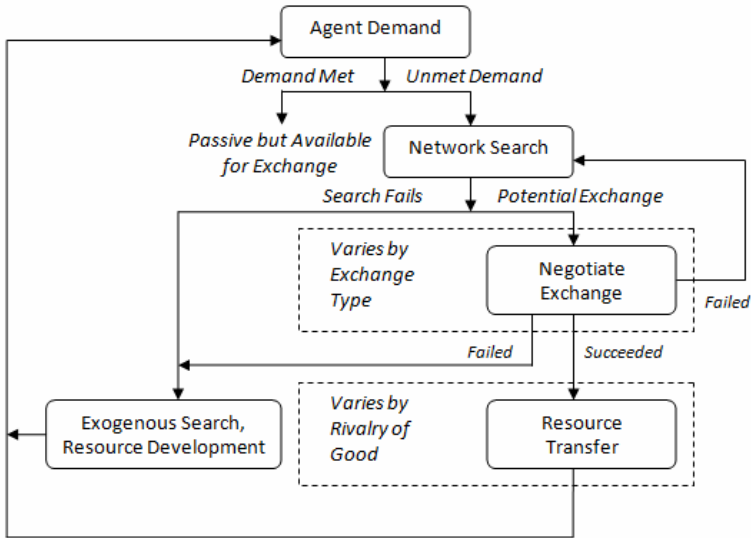 Agent Demand
Demand Met
Unmet Demand
Passive but Available
for Exchange
Network Search
Search Fails
Potential Exchange
Varies by
Exchange
Type
Negotiate
Exchange
Failed
Failed
Succeeded
Exogenous Search,
Resource Development
Varies by
Rivalry of
Good
Resource
Transfer